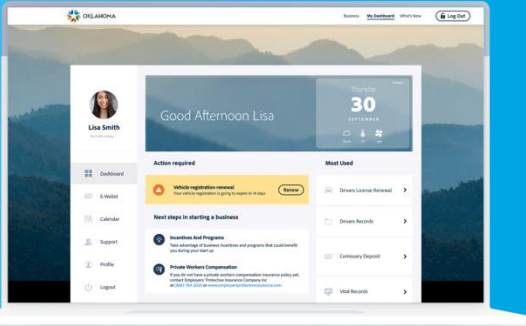 OKLAHOMA
Business My Dashboard What's New Log Out
Lisa Smith
Good Afternoon Lisa
Thursday
30
SEPTEMBER
Dashboard
E-Wallet
Calendar
Support
Profile
Logout
Action required
Vehicle registration renewal
Your vehicle registration is going to expire in 14 days
Renew
Next steps in starting a business
Incentives And Programs
Take advantage of business incentives and programs that could benefit
you during your start up
Private Workers Compensation
If you do not have a private workers compensation insurance policy yet,
contact Employers' Protective Insurance Company Inc
Most Used
Drivers License Renewal
Drivers Records
Comissary Deposit
Vital Records